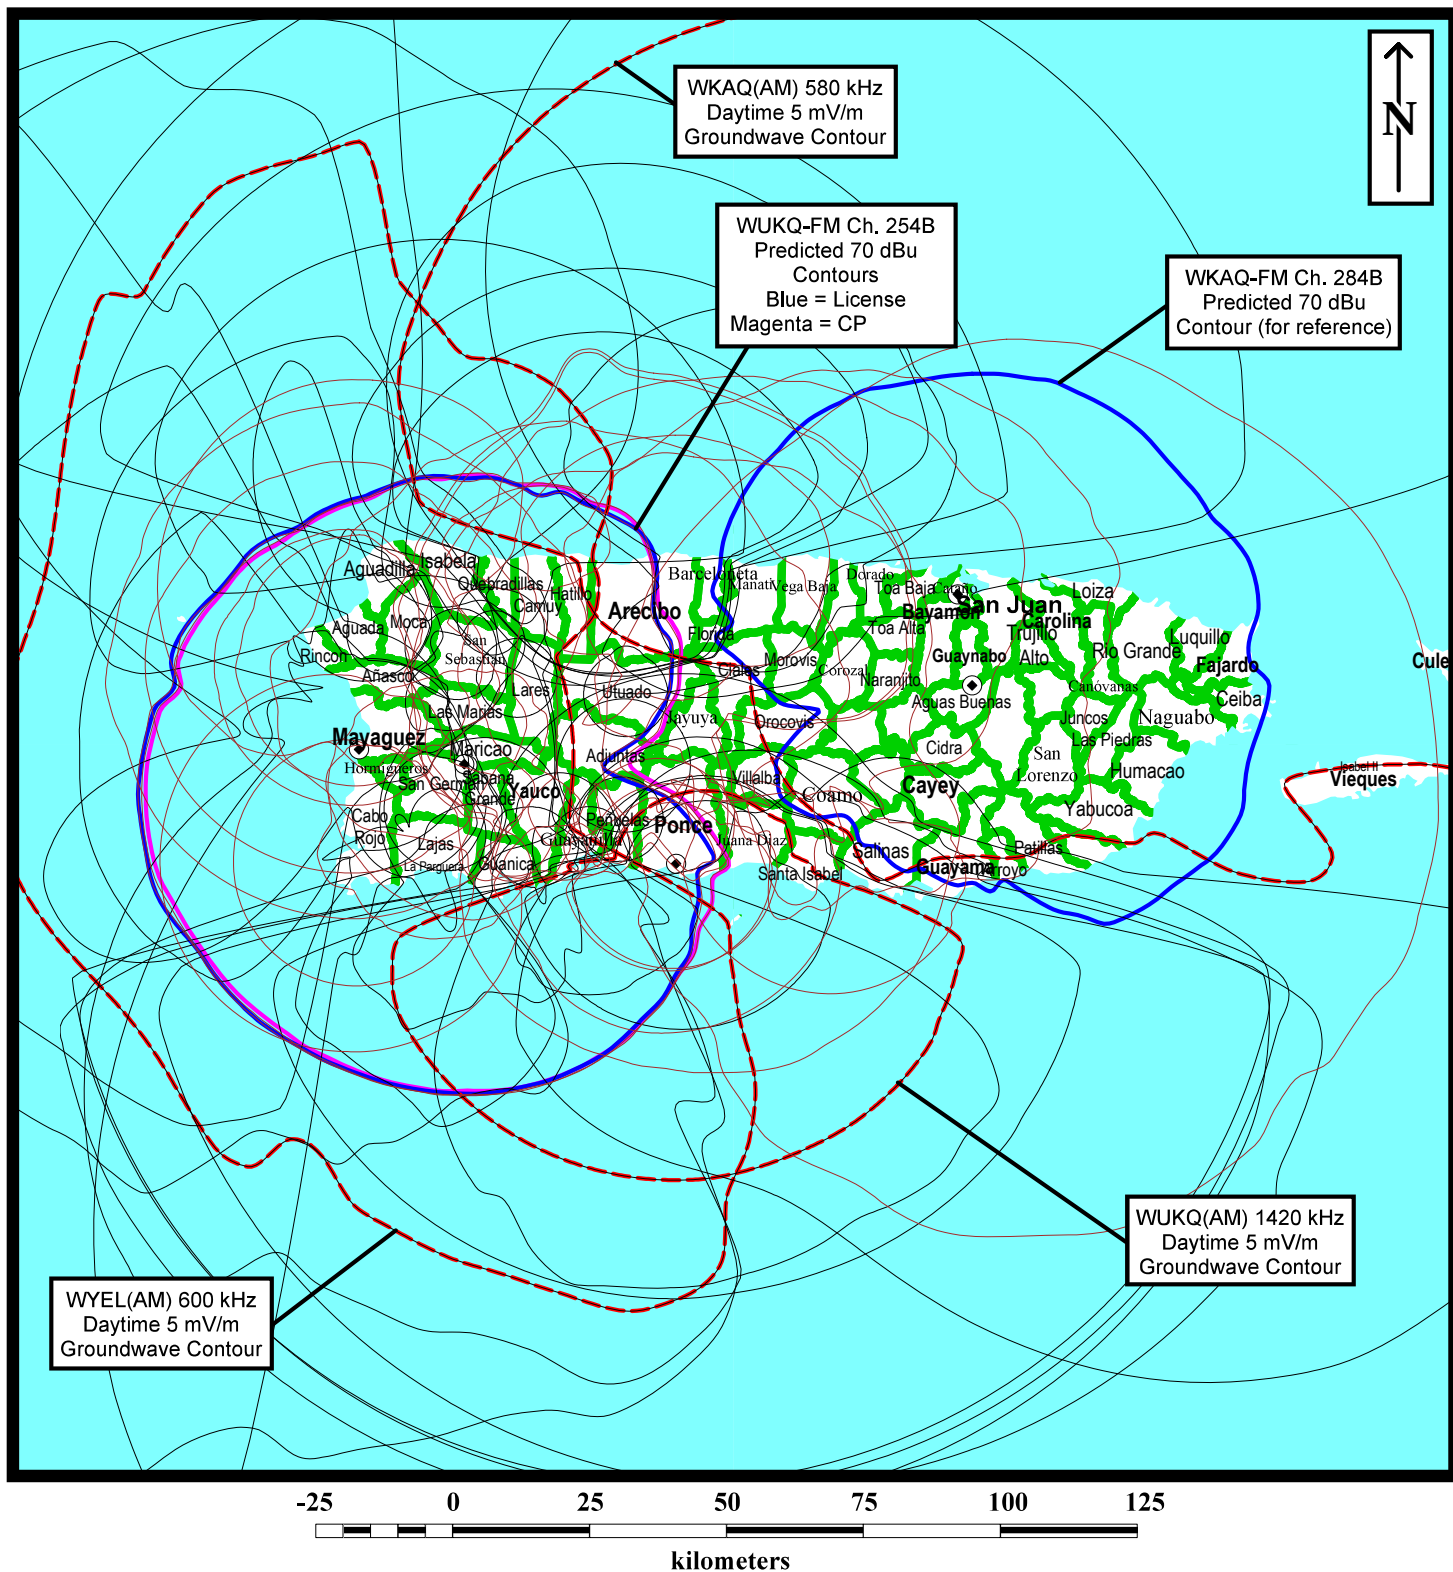 WKAQ(AM) 580 kHz
Daytime 5 mV/m
Groundwave Contour
N
WUKQ-FM Ch. 254B
Predicted 70 dBu
Contours
Blue = License
Magenta = CP
WKAQ-FM Ch. 284B
Predicted 70 dBu
Contour (for reference)
Aguadilla
Isabela
Quebradillas
Camuy
Hatillo
Arecibo
Barceloneta
Manati
Vega Baja
Dorado
Toa Baja
Catano
San Juan
Bayamon
Carolina
Loiza
Aguada
Moca
San
Sebastian
Rincon
Anasco
Lares
Utuado
Florida
Ciales
Morovis
Corozal
Toa Alta
Naranjito
Guaynabo
Trujillo
Alto
Rio Grande
Luquillo
Fajardo
Cule
Canovanas
Ceiba
Las Marias
Jayuya
Orocovis
Aguas Buenas
Juncos
Naguabo
Mayaguez
Maricao
Adjuntas
Cidra
Las Piedras
Hormigueros
San German
Sabana
Grande
Yauco
Villalba
Coamo
Cayey
San
Lorenzo
Humacao
Isabel II
Vieques
Cabo
Rojo
Lajas
Guayanilla
Penuelas
Ponce
Juana Diaz
Salinas
Yabucoa
Patillas
La Parguera
Guanica
Santa Isabel
Guayama
Arroyo
WUKQ(AM) 1420 kHz
Daytime 5 mV/m
Groundwave Contour
WYEL(AM) 600 kHz
Daytime 5 mV/m
Groundwave Contour
-25 0 25 50 75 100 125
kilometers